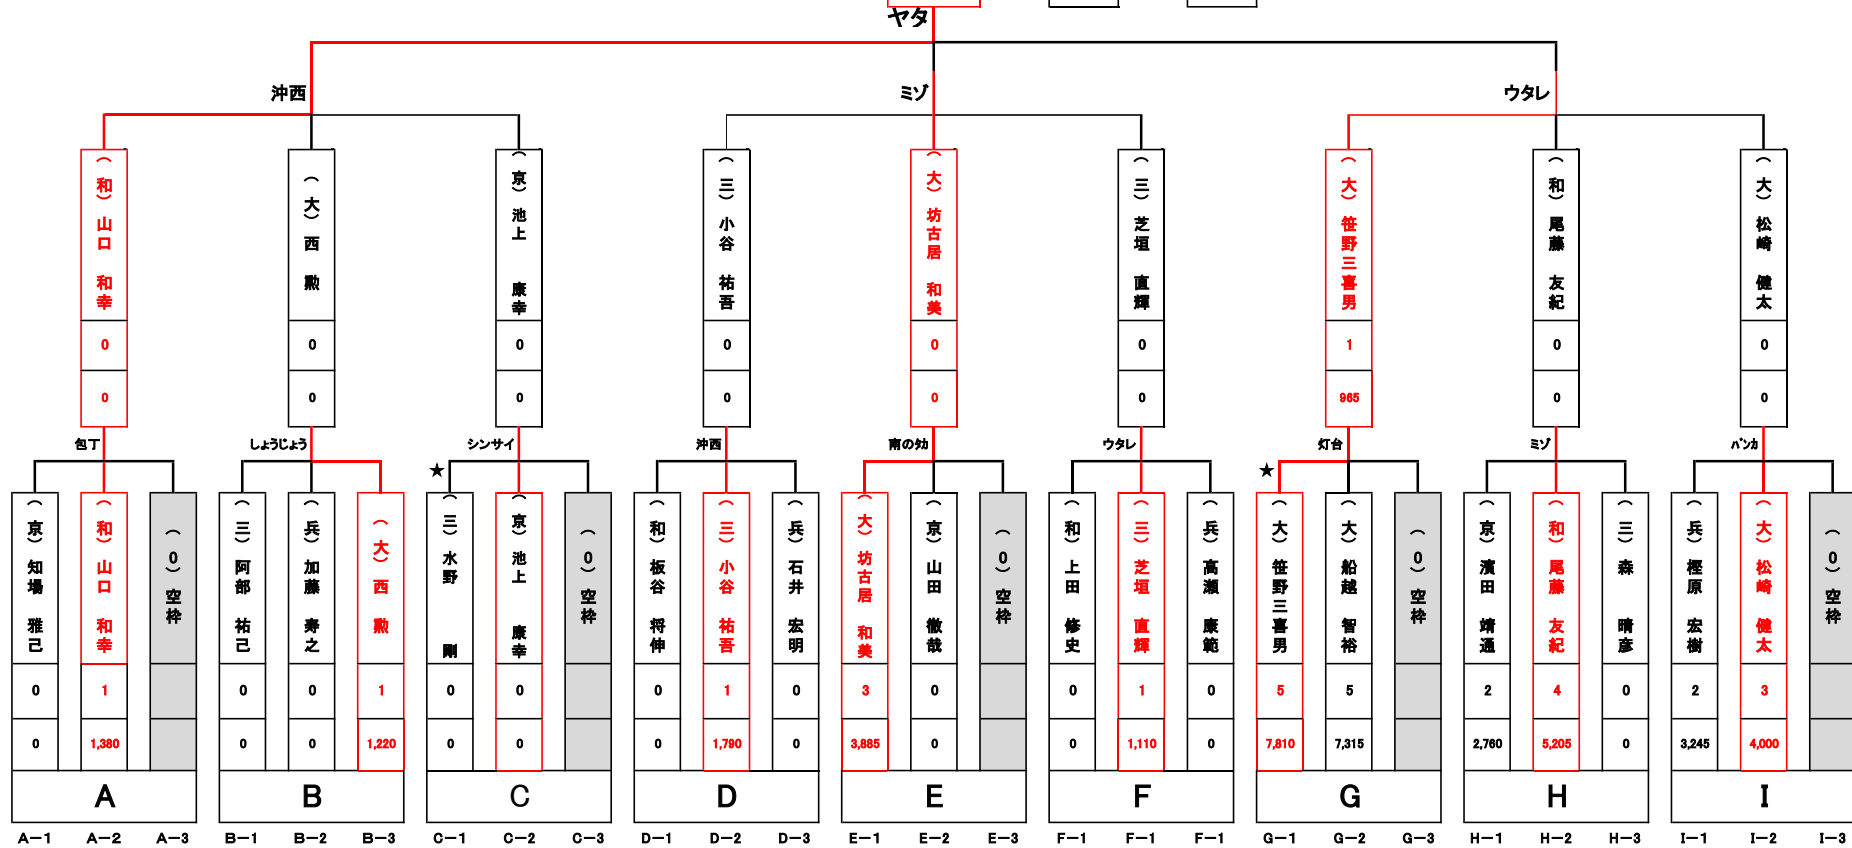 ヤタ
沖西 ミゾ ウタレ
（和）山口 和幸
（大）西 勲
（京）池上 康幸
（三）小谷 祐吾
（大）坊古居 和美
（三）芝垣 直輝
（大）笹野三喜男
（和）尾藤 友紀
（大）松崎 健太
0 0 0 0 0 0 1 0 0
0 0 0 0 0 0 965 0 0
包丁 しょうじょう シンサイ 沖西 南の効 ウタレ 灯台 ミゾ バンカ
★ ★
（京）知場 雅己
（和）山口 和幸
（0）空枠
（三）阿部 祐己
（兵）加藤 寿之
（大）西 勲
（三）水野 剛
（京）池上 康幸
（0）空枠
（和）板谷 将伸
（三）小谷 祐吾
（兵）石井 宏明
（大）坊古居 和美
（京）山田 徹哉
（0）空枠
（和）上田 修史
（三）芝垣 直輝
（兵）高瀬 康範
（大）笹野三喜男
（大）船越 智裕
（0）空枠
（京）濱田 靖通
（和）尾藤 友紀
（三）森 晴彦
（兵）樫原 宏樹
（大）松崎 健太
（0）空枠
0 1 0 0 1 0 0 0 1 0 3 0 0 1 0 5 5 2 4 0 2 3
0 1,380 0 0 1,220 0 0 0 1,790 0 3,885 0 0 1,110 0 7,810 7,315 2,760 5,205 0 3,245 4,000
A B C D E F G H I
A－1 A－2 A－3 B－1 B－2 B－3 C－1 C－2 C－3 D－1 D－2 D－3 E－1 E－2 E－3 F－1 F－1 F－1 G－1 G－2 G－3 H－1 H－2 H－3 I－1 I－2 I－3